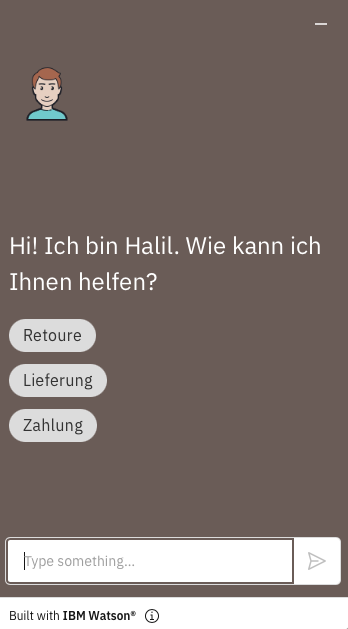 Hi! Ich bin Halil. Wie kann ich
Ihnen helfen?
Retoure
Lieferung
Zahlung
Type something...
Built with IBM Watson®